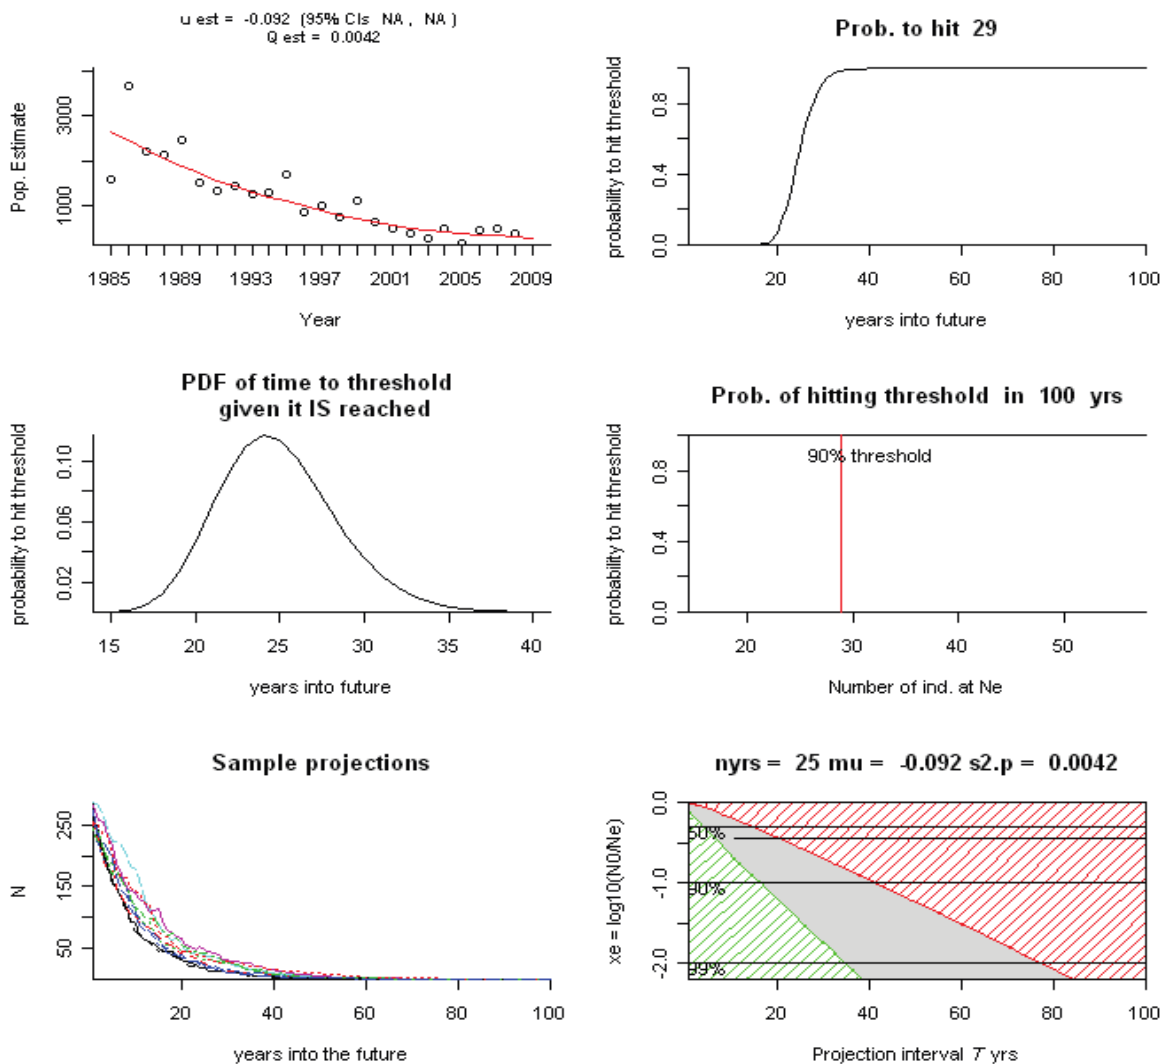 u est = -0.092 (95% CIs NA , NA )
Q est = 0.0042
Pop. Estimate
3000
1000
1985 1989 1993 1997 2001 2005 2009
Year
Prob. to hit 29
probability to hit threshold
0.8
0.4
0.0
20 40 60 80 100
years into future
PDF of time to threshold
given it IS reached
probability to hit threshold
0.10
0.06
0.02
15 20 25 30 35 40
years into future
Prob. of hitting threshold in 100 yrs
probability to hit threshold
0.8
0.4
0.0
90% threshold
20 30 40 50
Number of ind. at Ne
Sample projections
N
250
150
50
20 40 60 80 100
years into the future
nyrs = 25 mu = -0.092 s2.p = 0.0042
xe = log10(N0/Ne)
0.0
-1.0
-2.0
50%
90%
99%
20 40 60 80 100
Projection interval T yrs